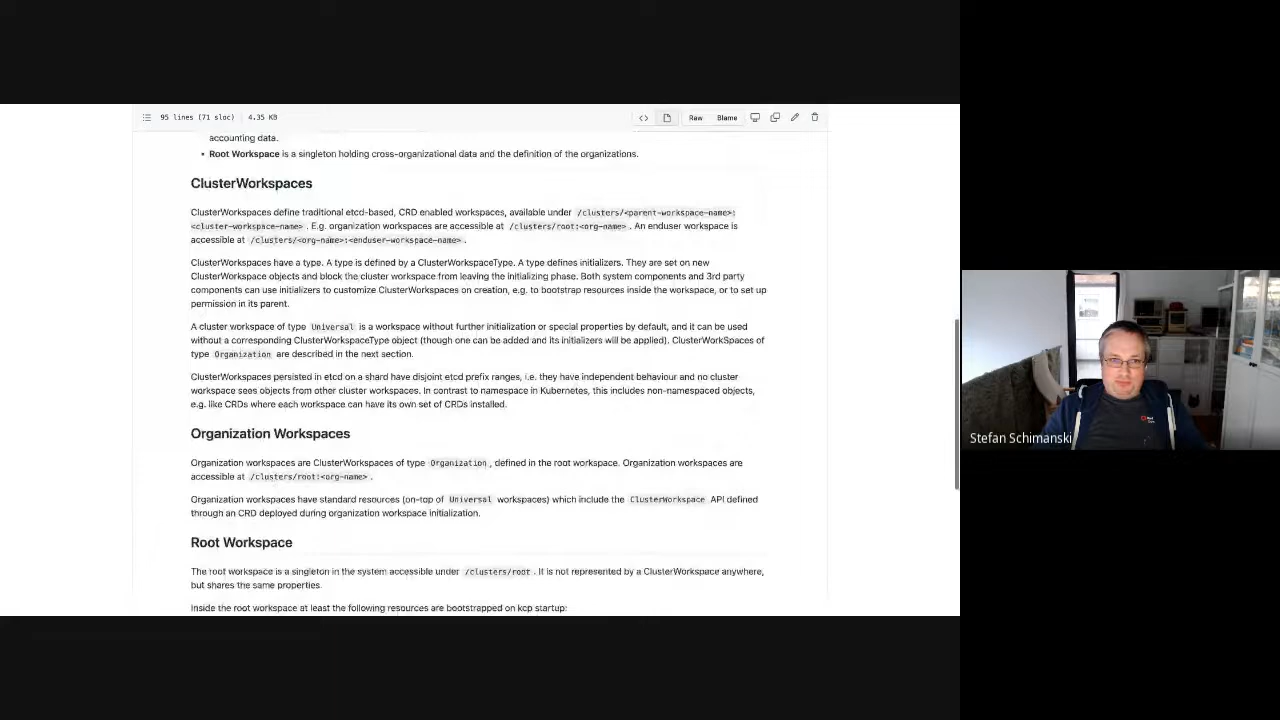 95 lines (71 sloc) 4.35 KB
Raw Blame
accounting data.
• Root Workspace is a singleton holding cross-organizational data and the definition of the organizations.
ClusterWorkspaces
ClusterWorkspaces define traditional etcd-based, CRD enabled workspaces, available under /clusters/<parent-workspace-name>:
<cluster-workspace-name> . E.g. organization workspaces are accessible at /clusters/root:<org-name> . An enduser workspace is
accessible at /clusters/<org-name>:<enduser-workspace-name> .
ClusterWorkspaces have a type. A type is defined by a ClusterWorkspaceType. A type defines initializers. They are set on new
ClusterWorkspace objects and block the cluster workspace from leaving the initializing phase. Both system components and 3rd party
components can use initializers to customize ClusterWorkspaces on creation, e.g. to bootstrap resources inside the workspace, or to set up
permission in its parent.
A cluster workspace of type Universal is a workspace without further initialization or special properties by default, and it can be used
without a corresponding ClusterWorkspaceType object (though one can be added and its initializers will be applied). ClusterWorkSpaces of
type Organization are described in the next section.
ClusterWorkspaces persisted in etcd on a shard have disjoint etcd prefix ranges, i.e. they have independent behaviour and no cluster
workspace sees objects from other cluster workspaces. In contrast to namespace in Kubernetes, this includes non-namespaced objects,
e.g. like CRDs where each workspace can have its own set of CRDs installed.
Organization Workspaces
Organization workspaces are ClusterWorkspaces of type Organization , defined in the root workspace. Organization workspaces are
accessible at /clusters/root:<org-name> .
Organization workspaces have standard resources (on-top of Universal workspaces) which include the ClusterWorkspace API defined
through an CRD deployed during organization workspace initialization.
Root Workspace
The root workspace is a singleton in the system accessible under /clusters/root . It is not represented by a ClusterWorkspace anywhere,
but shares the same properties.
Inside the root workspace at least the following resources are bootstrapped on kcp startup:
Stefan Schimanski